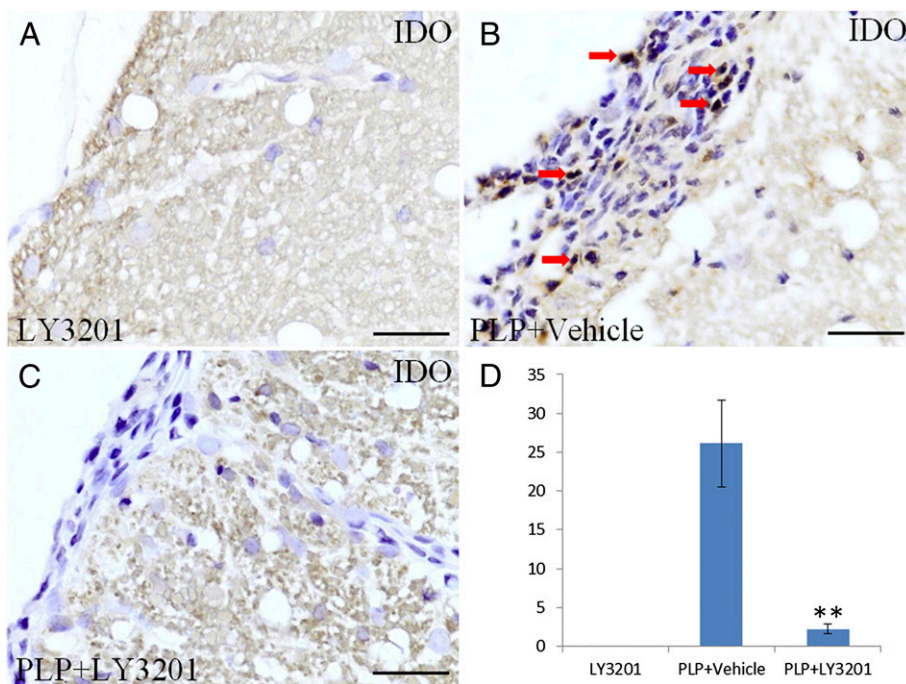 A
IDO
LY3201
B
IDO
PLP+Vehicle
C
IDO
PLP+LY3201
D
35
30
25
20
15
10
5
0
**
LY3201
PLP+Vehicle
PLP+LY3201